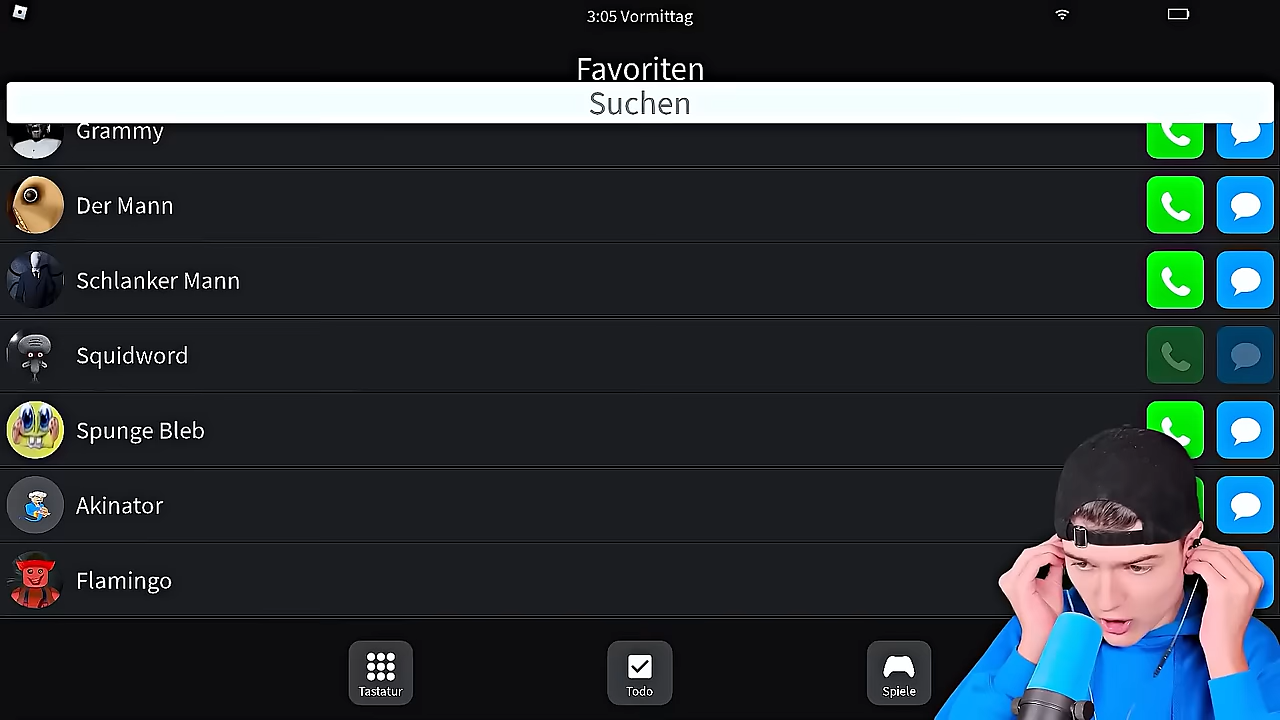 3:05 Vormittag
Favoriten
Suchen
Grammy
Der Mann
Schlanker Mann
Squidword
Spunge Bleb
Akinator
Flamingo
Tastatur
Todo
Spiele